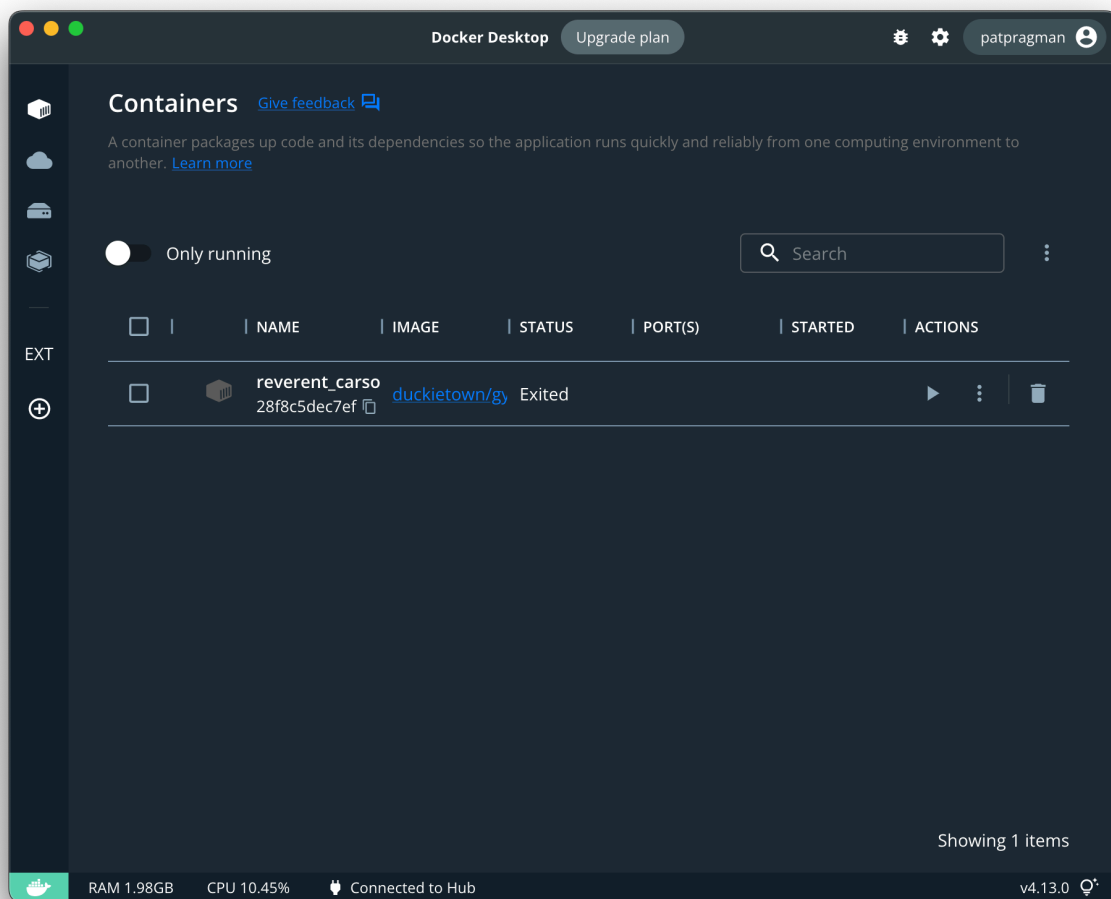 Docker Desktop Upgrade plan patpragman
Containers Give feedback
A container packages up code and its dependencies so the application runs quickly and reliably from one computing environment to
another. Learn more
Only running Search
NAME IMAGE STATUS PORT(S) STARTED ACTIONS
reverent_carso
duckietown/gy Exited
28f8c5dec7ef
EXT
Showing 1 items
RAM 1.98GB CPU 10.45% Connected to Hub v4.13.0